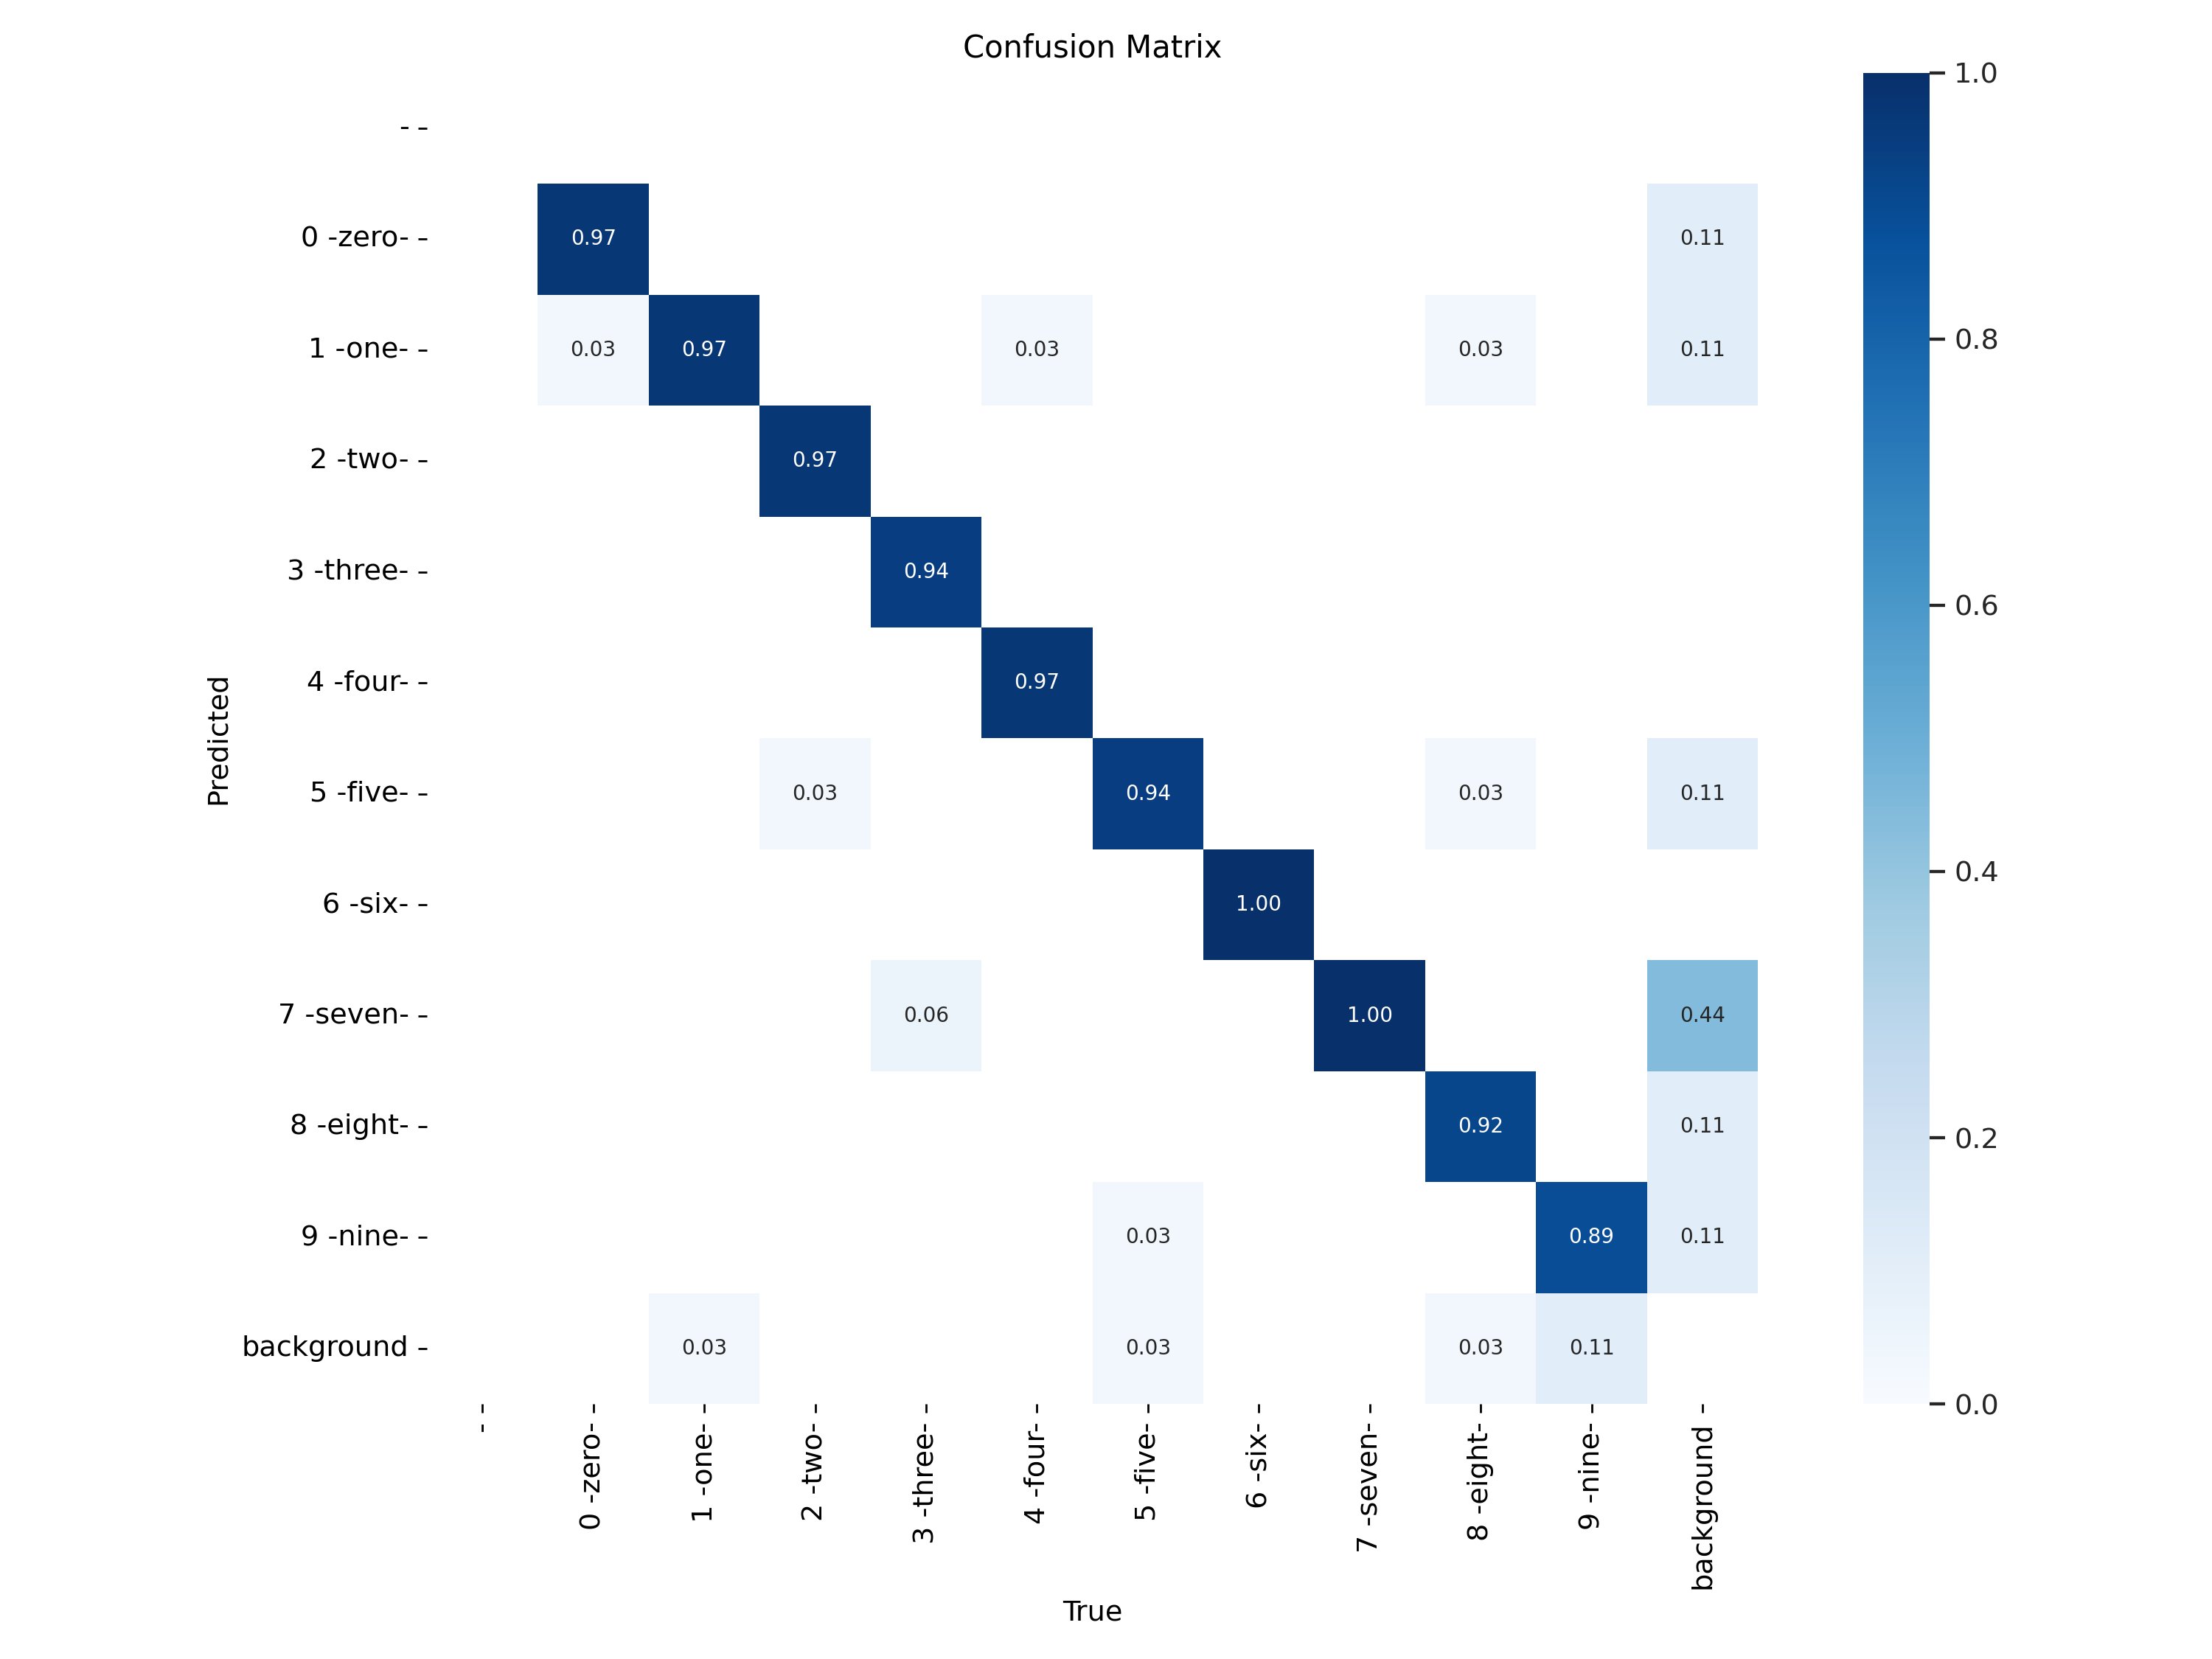 Confusion Matrix
-
0 -zero- 0.97 0.11
1 -one- 0.03 0.97 0.03 0.03 0.11
2 -two- 0.97
3 -three- 0.94
4 -four- 0.97
5 -five- 0.03 0.94 0.03 0.11
6 -six- 1.00
7 -seven- 0.06 1.00 0.44
8 -eight- 0.92 0.11
9 -nine- 0.03 0.89 0.11
background 0.03 0.03 0.03 0.11
Predicted
- 0 -zero- 1 -one- 2 -two- 3 -three- 4 -four- 5 -five- 6 -six- 7 -seven- 8 -eight- 9 -nine- background
True
1.0
0.8
0.6
0.4
0.2
0.0